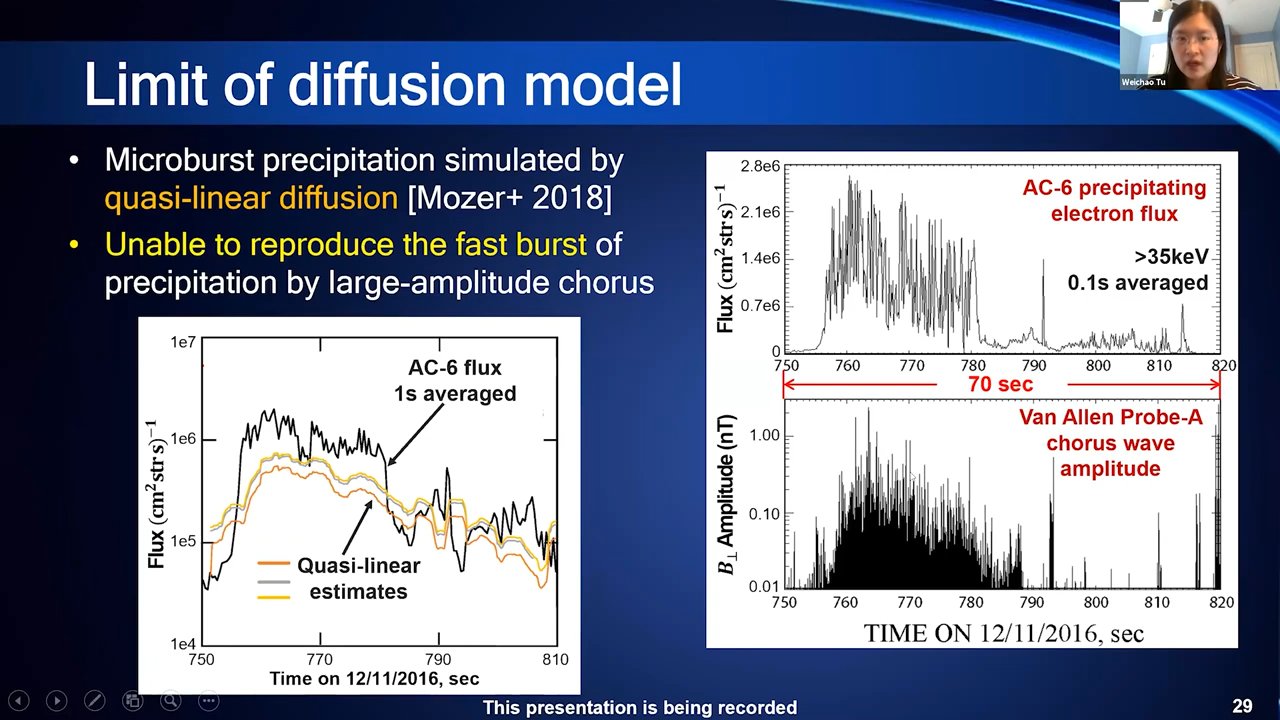 Limit of diffusion model
Weichao Tu
• Microburst precipitation simulated by
quasi-linear diffusion [Mozer+ 2018]
• Unable to reproduce the fast burst of
precipitation by large-amplitude chorus
1e7
1e6
1e5
1e4
Flux (cm² str s)⁻¹
AC-6 flux
1s averaged
Quasi-linear
estimates
750 770 790 810
Time on 12/11/2016, sec
2.8e6
2.1e6
1.4e6
0.7e6
0
Flux (cm² str s)⁻¹
AC-6 precipitating
electron flux
>35keV
0.1s averaged
750 760 770 780 790 800 810 820
70 sec
1.00
0.10
0.01
B⊥ Amplitude (nT)
Van Allen Probe-A
chorus wave
amplitude
750 760 770 780 790 800 810 820
TIME ON 12/11/2016, sec
This presentation is being recorded
29